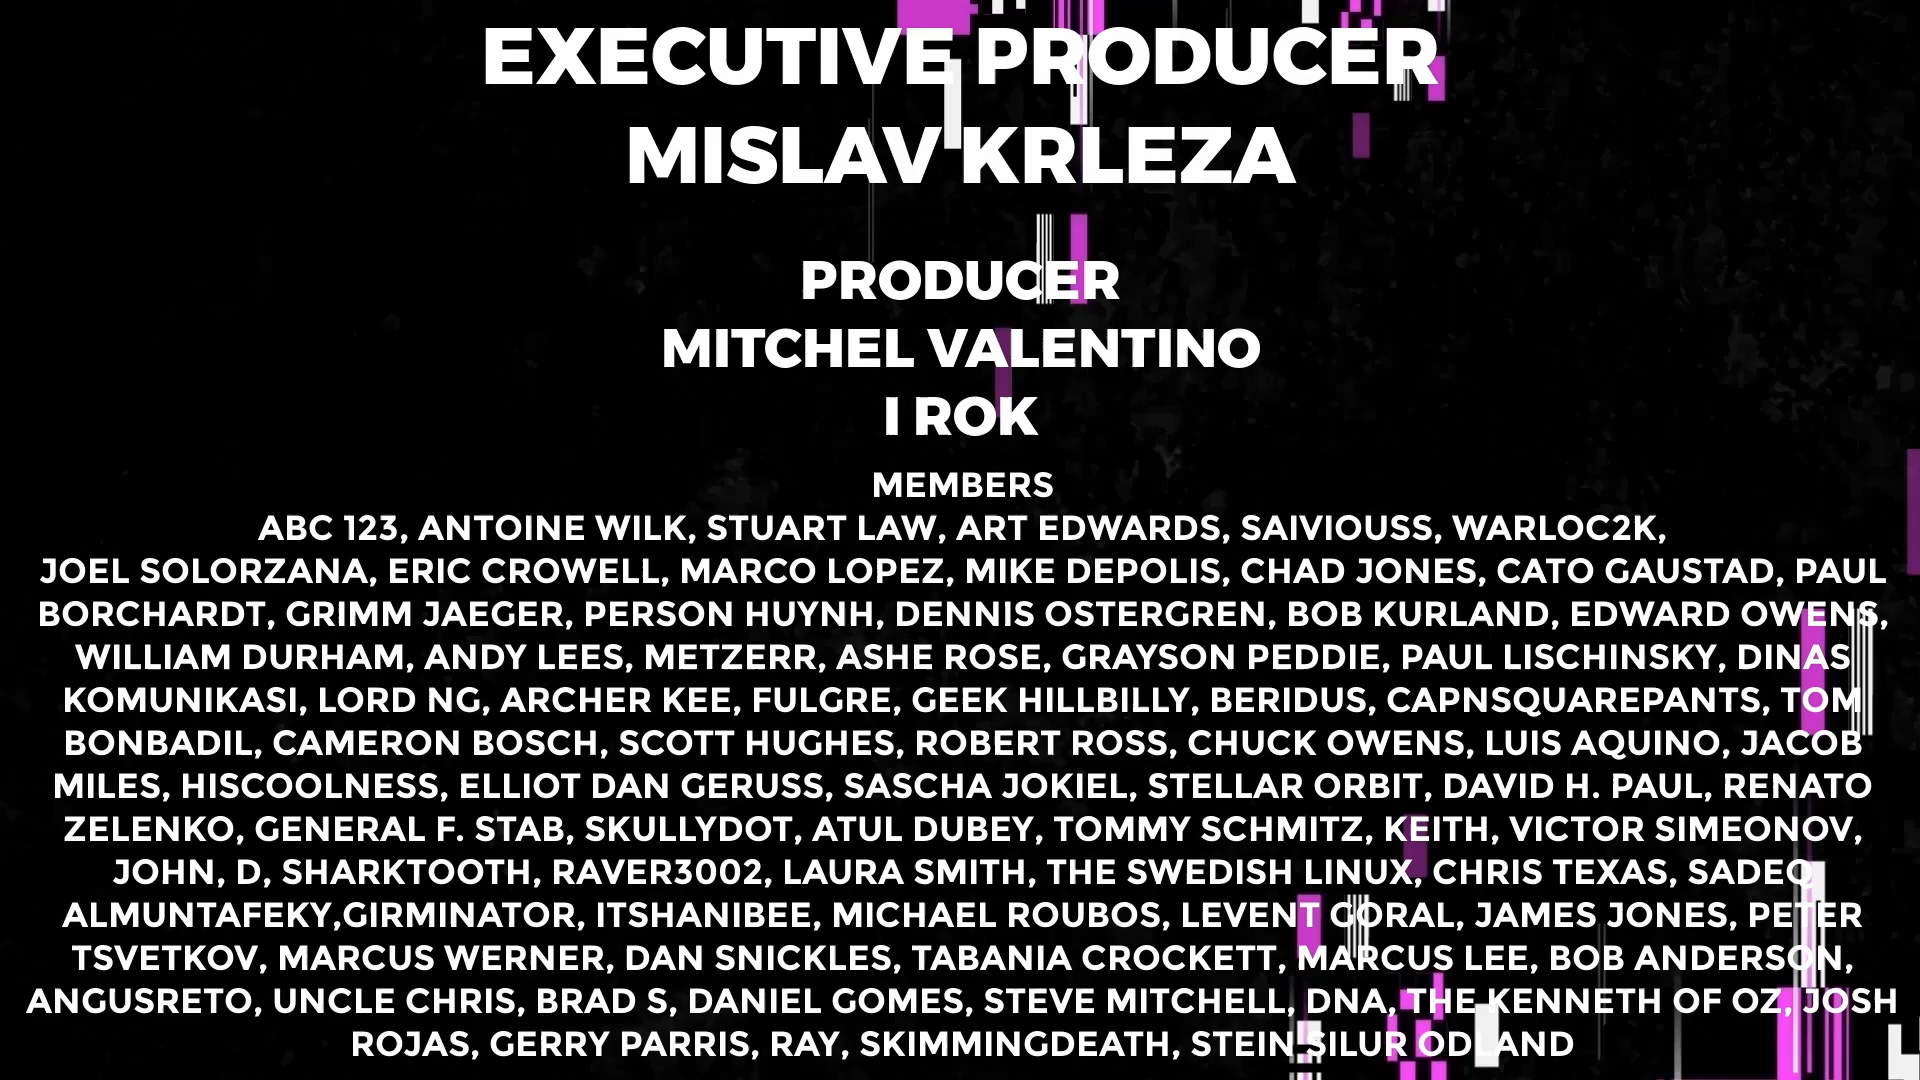 EXECUTIVE PRODUCER
MISLAV KRLEZA
PRODUCER
MITCHEL VALENTINO
I ROK
MEMBERS
ABC 123, ANTOINE WILK, STUART LAW, ART EDWARDS, SAIVIOUSS, WARLOC2K,
JOEL SOLORZANA, ERIC CROWELL, MARCO LOPEZ, MIKE DEPOLIS, CHAD JONES, CATO GAUSTAD, PAUL
BORCHARDT, GRIMM JAEGER, PERSON HUYNH, DENNIS OSTERGREN, BOB KURLAND, EDWARD OWENS,
WILLIAM DURHAM, ANDY LEES, METZERR, ASHE ROSE, GRAYSON PEDDIE, PAUL LISCHINSKY, DINAS
KOMUNIKASI, LORD NG, ARCHER KEE, FULGRE, GEEK HILLBILLY, BERIDUS, CAPNSQUAREPANTS, TOM
BONBADIL, CAMERON BOSCH, SCOTT HUGHES, ROBERT ROSS, CHUCK OWENS, LUIS AQUINO, JACOB
MILES, HISCOOLNESS, ELLIOT DAN GERUSS, SASCHA JOKIEL, STELLAR ORBIT, DAVID H. PAUL, RENATO
ZELENKO, GENERAL F. STAB, SKULLYDOT, ATUL DUBEY, TOMMY SCHMITZ, KEITH, VICTOR SIMEONOV,
JOHN, D, SHARKTOOTH, RAVER3002, LAURA SMITH, THE SWEDISH LINUX, CHRIS TEXAS, SADEQ
ALMUNTAFEKY,GIRMINATOR, ITSHANIBEE, MICHAEL ROUBOS, LEVENT GORAL, JAMES JONES, PETER
TSVETKOV, MARCUS WERNER, DAN SNICKLES, TABANIA CROCKETT, MARCUS LEE, BOB ANDERSON,
ANGUSRETO, UNCLE CHRIS, BRAD S, DANIEL GOMES, STEVE MITCHELL, DNA, THE KENNETH OF OZ, JOSH
ROJAS, GERRY PARRIS, RAY, SKIMMINGDEATH, STEIN SILUR ODLAND